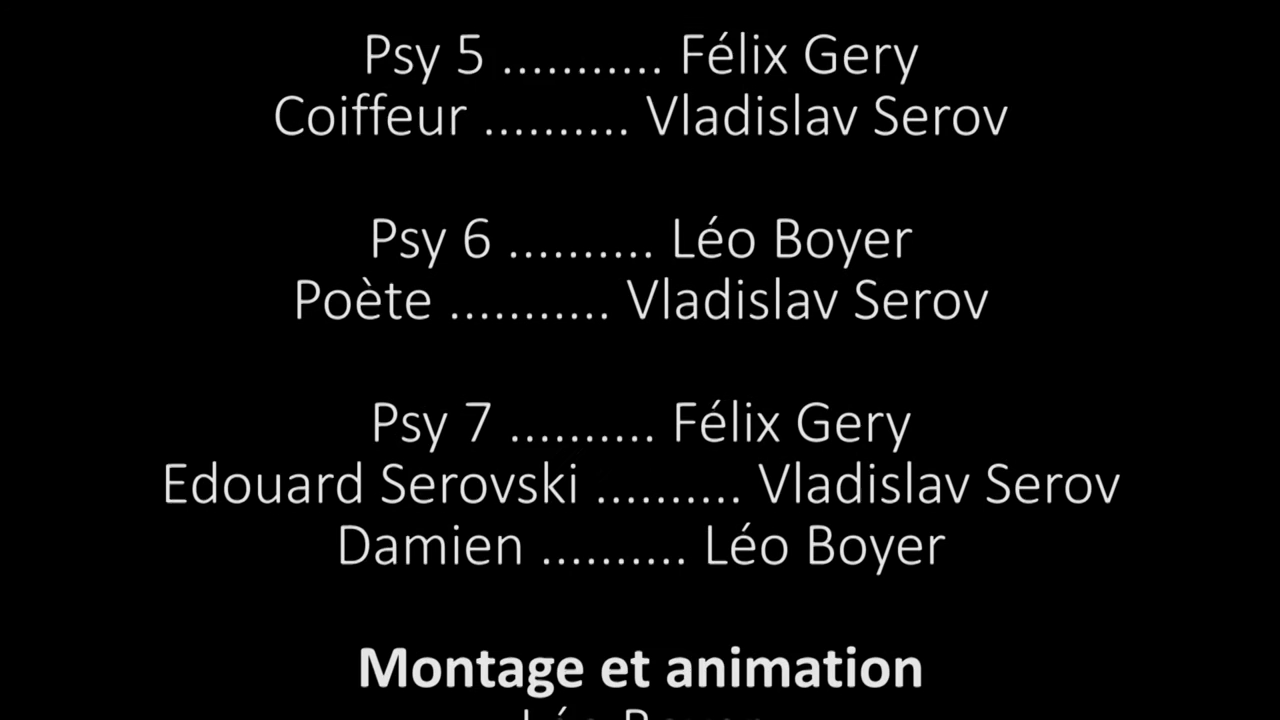 Psy 5 ........... Félix Gery
Coiffeur .......... Vladislav Serov
Psy 6 .......... Léo Boyer
Poète ........... Vladislav Serov
Psy 7 .......... Félix Gery
Edouard Serovski .......... Vladislav Serov
Damien .......... Léo Boyer
Montage et animation